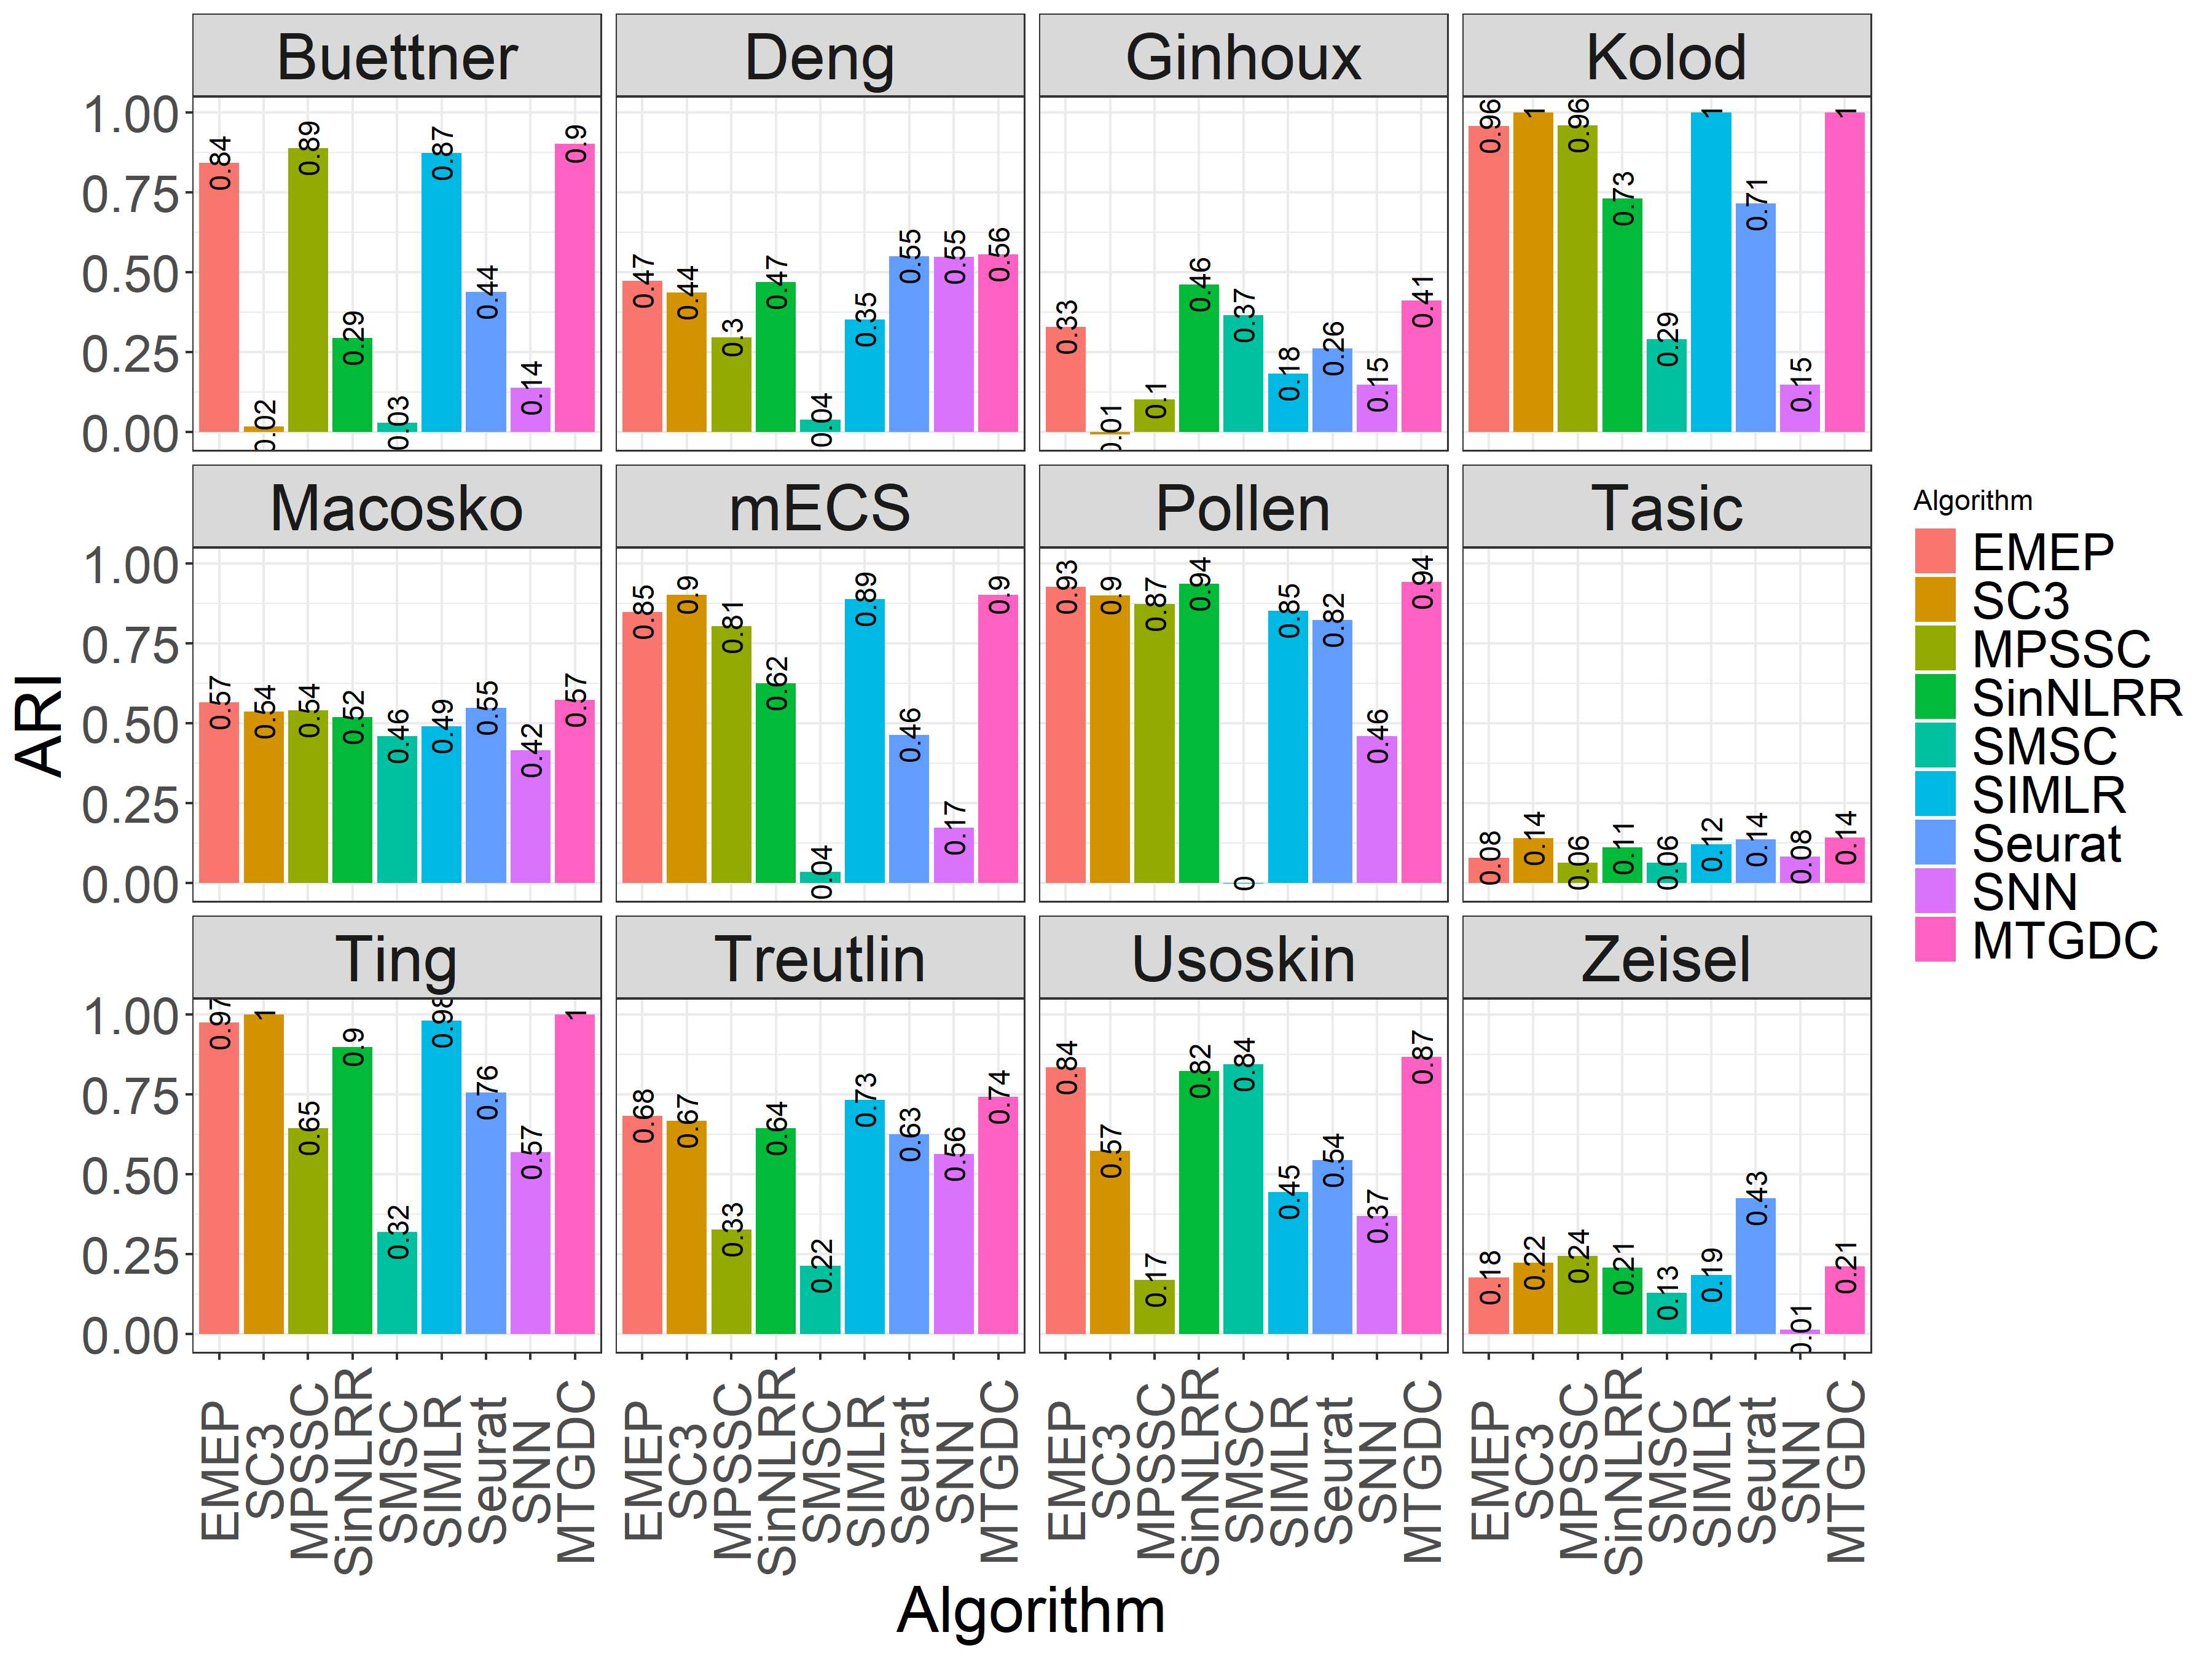 Buettner Deng Ginhoux Kolod
1.00
0.75
0.50
0.25
0.00
0.84 0.02 0.89 0.29 0.03 0.87 0.44 0.14 0.9
0.47 0.44 0.3 0.47 0.04 0.35 0.55 0.55 0.56
0.33 0.01 0.1 0.46 0.37 0.18 0.26 0.15 0.41
0.96 1 0.96 0.73 0.29 1 0.71 0.15 1
Macosko mECS Pollen Tasic
1.00
0.75
0.50
0.25
0.00
0.57 0.54 0.54 0.52 0.46 0.49 0.55 0.42 0.57
0.85 0.9 0.81 0.62 0.04 0.89 0.46 0.17 0.9
0.93 0.9 0.87 0.94 0 0.85 0.82 0.46 0.94
0.08 0.14 0.06 0.11 0.06 0.12 0.14 0.08 0.14
Ting Treutlin Usoskin Zeisel
1.00
0.75
0.50
0.25
0.00
0.97 1 0.65 0.9 0.32 0.98 0.76 0.57 1
0.68 0.67 0.33 0.64 0.22 0.73 0.63 0.56 0.74
0.84 0.57 0.17 0.82 0.84 0.45 0.54 0.37 0.87
0.18 0.22 0.24 0.21 0.13 0.19 0.43 0.01 0.21
EMEP SC3 MPSSC SinNLRR SMSC SIMLR Seurat SNN MTGDC
EMEP SC3 MPSSC SinNLRR SMSC SIMLR Seurat SNN MTGDC
EMEP SC3 MPSSC SinNLRR SMSC SIMLR Seurat SNN MTGDC
EMEP SC3 MPSSC SinNLRR SMSC SIMLR Seurat SNN MTGDC
Algorithm
ARI
Algorithm
EMEP
SC3
MPSSC
SinNLRR
SMSC
SIMLR
Seurat
SNN
MTGDC